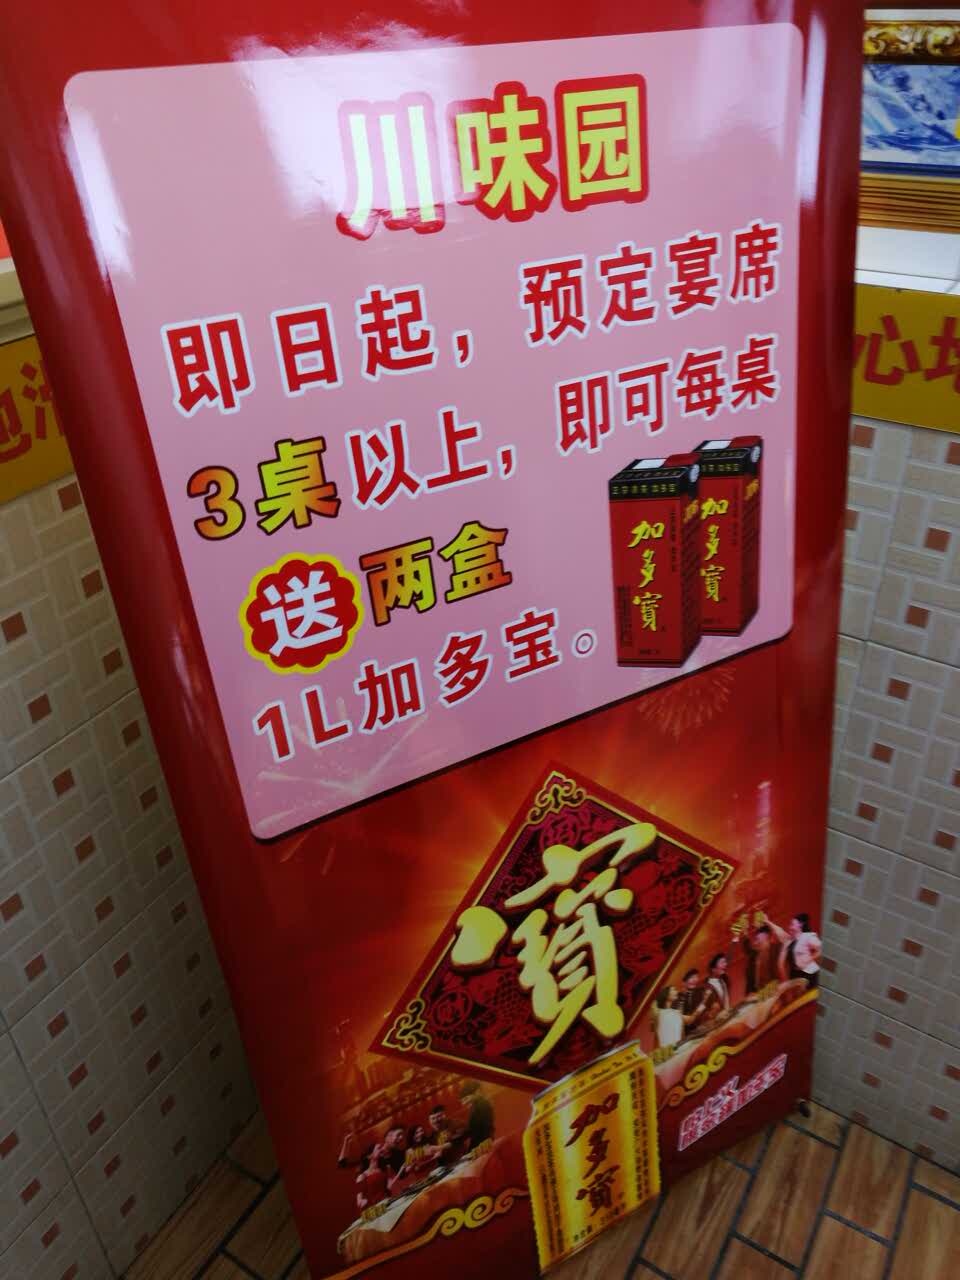 川味园
即日起，预定宴席
3桌以上，即可每桌
送两盒
1L加多宝。
加多寶
加多寶
寶
加多寶
心